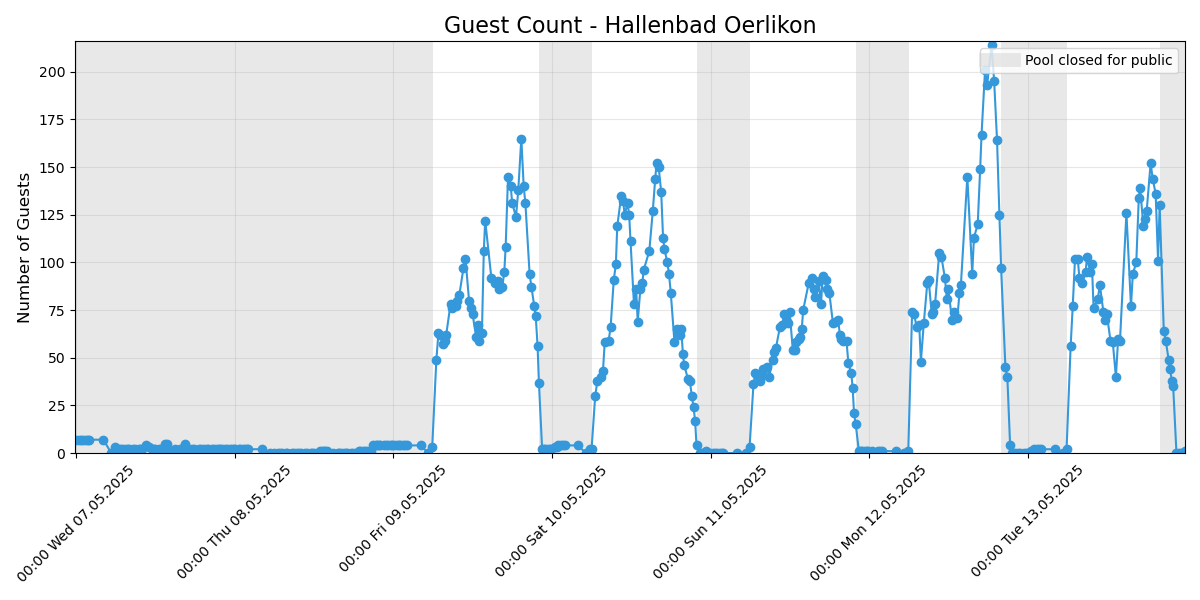 Guest Count - Hallenbad Oerlikon
Number of Guests
200
175
150
125
100
75
50
25
0
Pool closed for public
00:00 Wed 07.05.2025
00:00 Thu 08.05.2025
00:00 Fri 09.05.2025
00:00 Sat 10.05.2025
00:00 Sun 11.05.2025
00:00 Mon 12.05.2025
00:00 Tue 13.05.2025